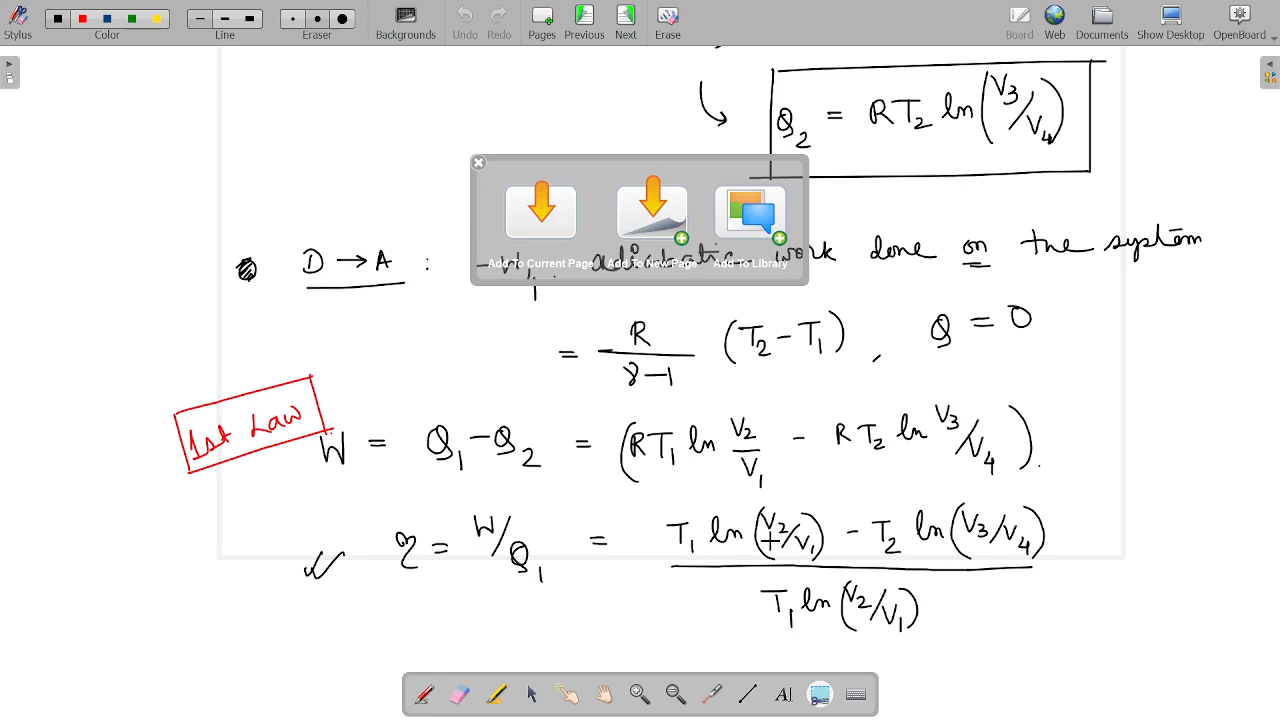 Stylus Color Line Eraser Backgrounds Undo Redo Pages Previous Next Erase Board Web Documents Show Desktop OpenBoard
Q₂ = RT₂ ln(V₃/V₄)
Add To Current Page Add To New Page Add To Library
D → A : adiabatic work done on the system
= R/(γ−1) (T₂ − T₁) , Q = 0
1st Law
W = Q₁ − Q₂ = (RT₁ ln V₂/V₁ − RT₂ ln V₃/V₄).
η = W/Q₁ = (T₁ ln(V₂/V₁) − T₂ ln(V₃/V₄)) / (T₁ ln(V₂/V₁))